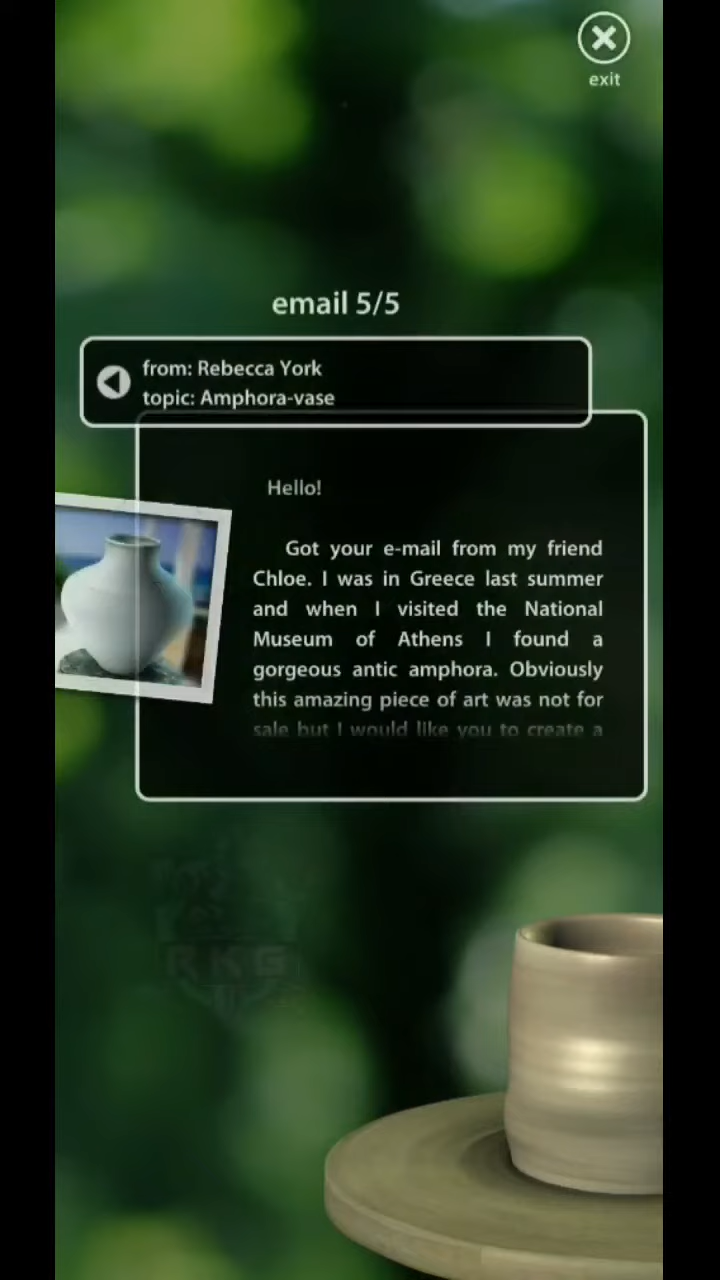 exit
email 5/5
from: Rebecca York
topic: Amphora-vase
Hello!
Got your e-mail from my friend
Chloe. I was in Greece last summer
and when I visited the National
Museum of Athens I found a
gorgeous antic amphora. Obviously
this amazing piece of art was not for
sale but I would like you to create a
RKG